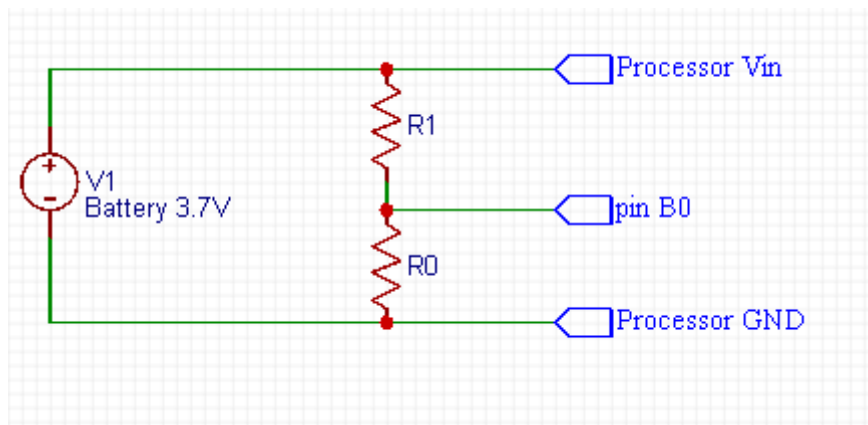 Processor Vin
R1
+
-
V1
Battery 3.7V
pin B0
R0
Processor GND